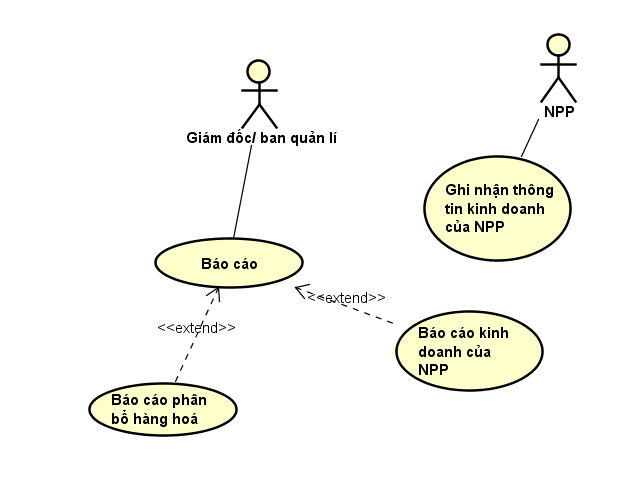 NPP
Giám đốc/ ban quản lí
Ghi nhận thông
tin kinh doanh
của NPP
Báo cáo
<<extend>>
<<extend>>
Báo cáo kinh
doanh của
NPP
Báo cáo phân
bổ hàng hoá